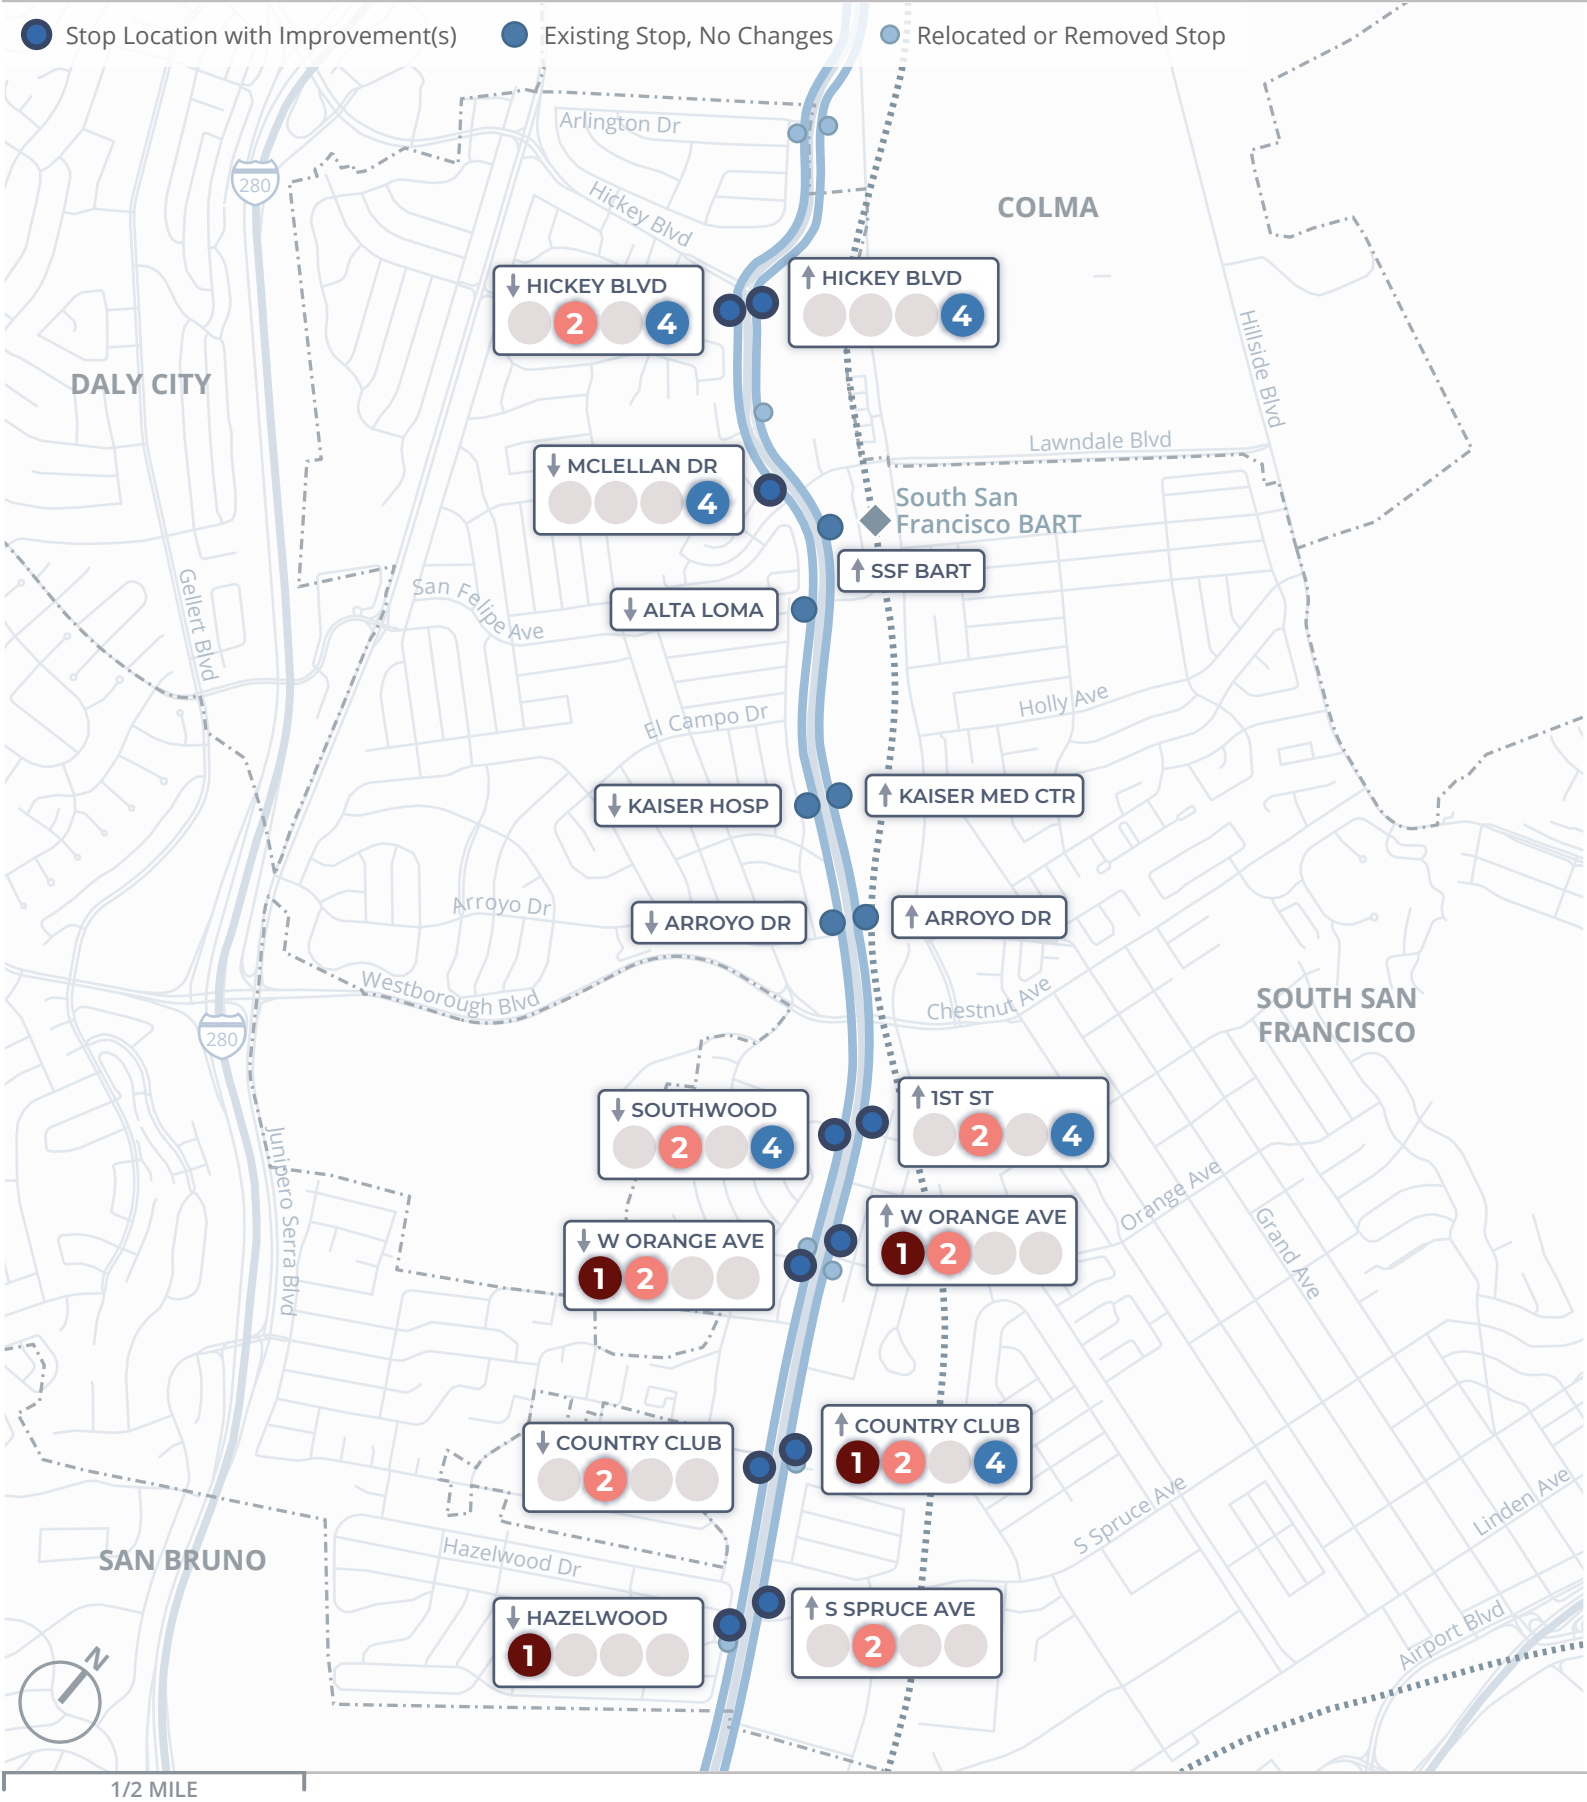 Stop Location with Improvement(s)
Existing Stop, No Changes
Relocated or Removed Stop
Arlington Dr
280
Hickey Blvd
COLMA
↓ HICKEY BLVD
2 4
↑ HICKEY BLVD
4
DALY CITY
Hillside Blvd
Lawndale Blvd
↓ MCLELLAN DR
4
South San
Francisco BART
↑ SSF BART
Gellert Blvd
San Felipe Ave
↓ ALTA LOMA
El Campo Dr
Holly Ave
↓ KAISER HOSP
↑ KAISER MED CTR
Arroyo Dr
↓ ARROYO DR
↑ ARROYO DR
Westborough Blvd
Chestnut Ave
SOUTH SAN
FRANCISCO
280
↓ SOUTHWOOD
2 4
↑ 1ST ST
2 4
Junipero Serra Blvd
Orange Ave
Grand Ave
↓ W ORANGE AVE
1 2
↑ W ORANGE AVE
1 2
↓ COUNTRY CLUB
2
↑ COUNTRY CLUB
1 2 4
S Spruce Ave
Linden Ave
SAN BRUNO
Hazelwood Dr
↓ HAZELWOOD
1
↑ S SPRUCE AVE
2
Airport Blvd
N
1/2 MILE